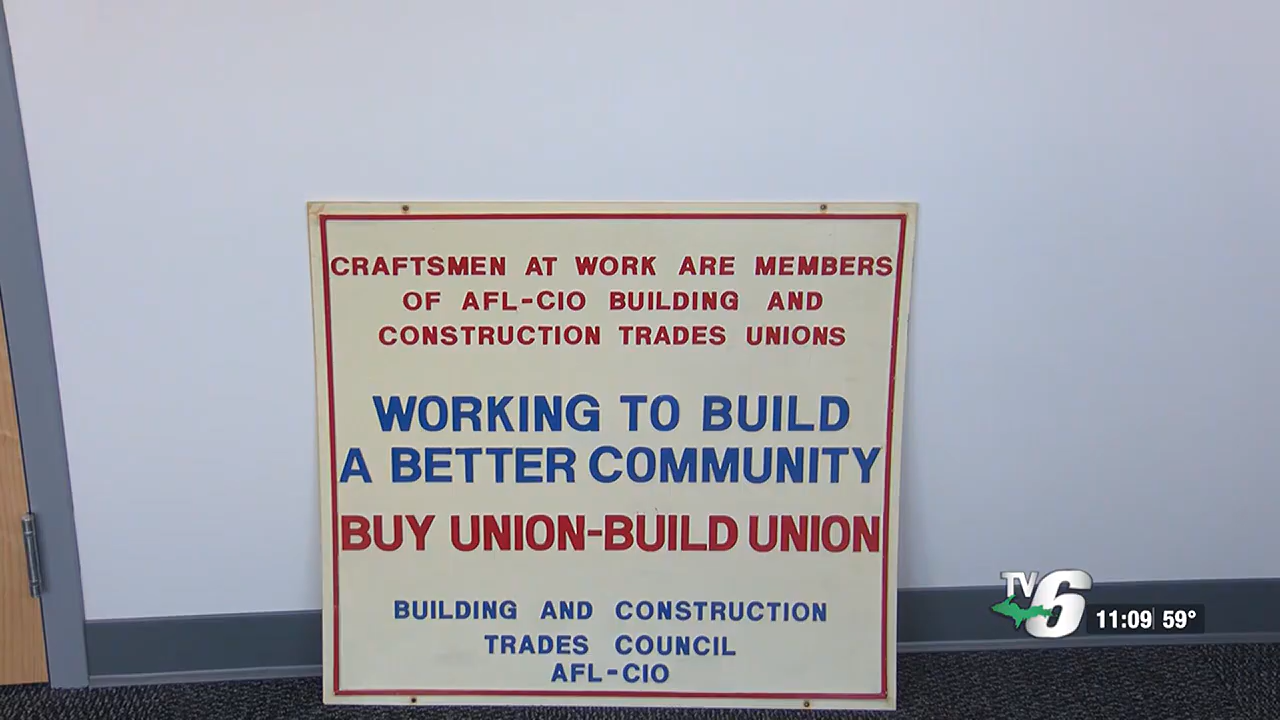 CRAFTSMEN AT WORK ARE MEMBERS
OF AFL-CIO BUILDING AND
CONSTRUCTION TRADES UNIONS
WORKING TO BUILD
A BETTER COMMUNITY
BUY UNION-BUILD UNION
BUILDING AND CONSTRUCTION
TRADES COUNCIL
AFL-CIO
TV6 11:09 59°